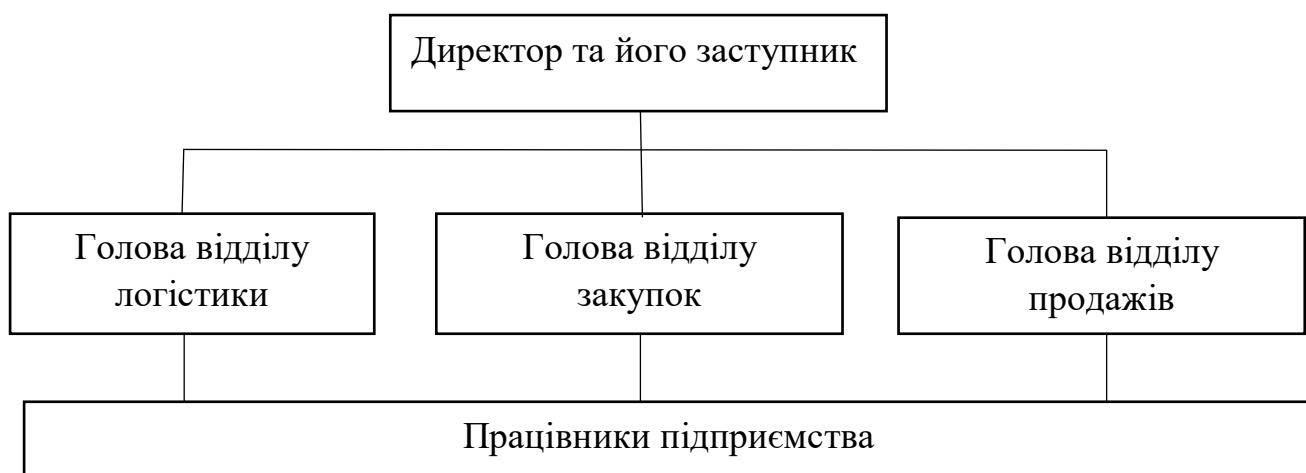 Директор та його заступник
Голова відділу
логістики
Голова відділу
закупок
Голова відділу
продажів
Працівники підприємства